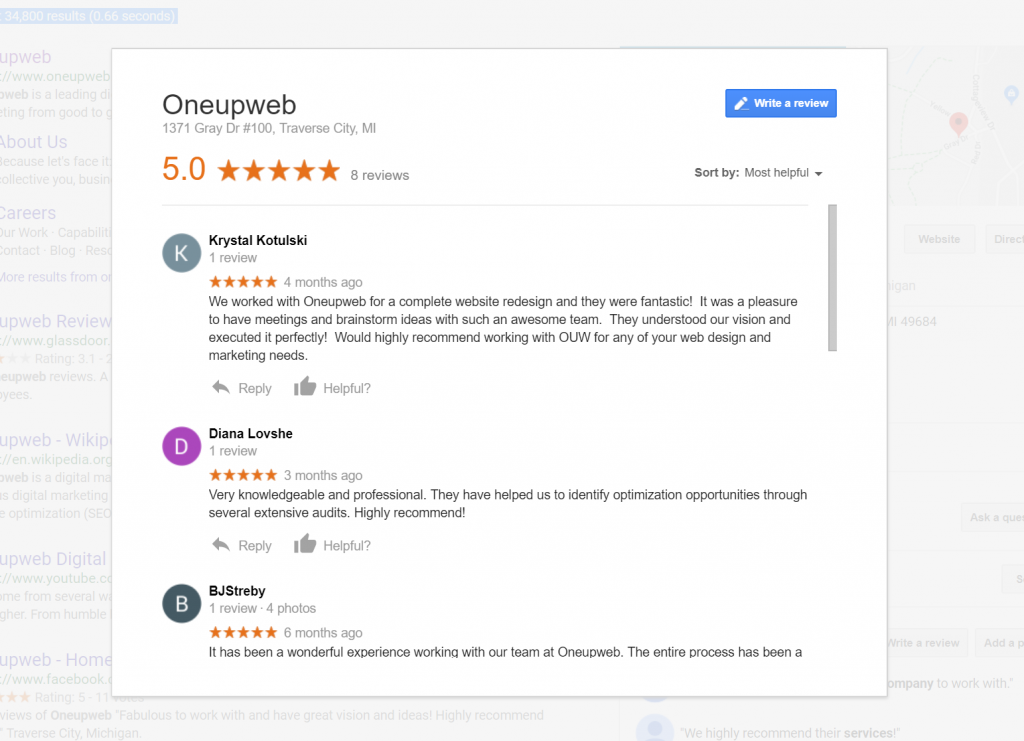 34,800 results (0.66 seconds)
Oneupweb
1371 Gray Dr #100, Traverse City, MI
Write a review
5.0
8 reviews
Sort by: Most helpful
K
Krystal Kotulski
1 review
4 months ago
We worked with Oneupweb for a complete website redesign and they were fantastic!  It was a pleasure
to have meetings and brainstorm ideas with such an awesome team.  They understood our vision and
executed it perfectly!  Would highly recommend working with OUW for any of your web design and
marketing needs.
Reply
Helpful?
D
Diana Lovshe
1 review
3 months ago
Very knowledgeable and professional. They have helped us to identify optimization opportunities through
several extensive audits. Highly recommend!
Reply
Helpful?
B
BJStreby
1 review · 4 photos
6 months ago
It has been a wonderful experience working with our team at Oneupweb. The entire process has been a
upweb
://www.oneupweb
pweb is a leading di
eting from good to g
About Us
Because let's face it
collective you, busin
Careers
Our Work · Capabiliti
Contact · Blog · Reso
More results from or
upweb Review
://www.glassdoor.
Rating: 3.1 - 2
neupweb reviews. A
oyees.
upweb - Wikip
://en.wikipedia.org
pweb is a digital ma
as digital marketing
e optimization (SEO
upweb Digital
://www.youtube.co
ome from several wa
gher. From humble
upweb - Home
://www.facebook.c
Rating: 5 - 11 votes
views of Oneupweb "Fabulous to work with and have great vision and ideas! Highly recommend
" Traverse City, Michigan.
Website
Direct
igan
MI 49684
Ask a que
Write a review
Add a p
ompany to work with."
"We highly recommend their services!"